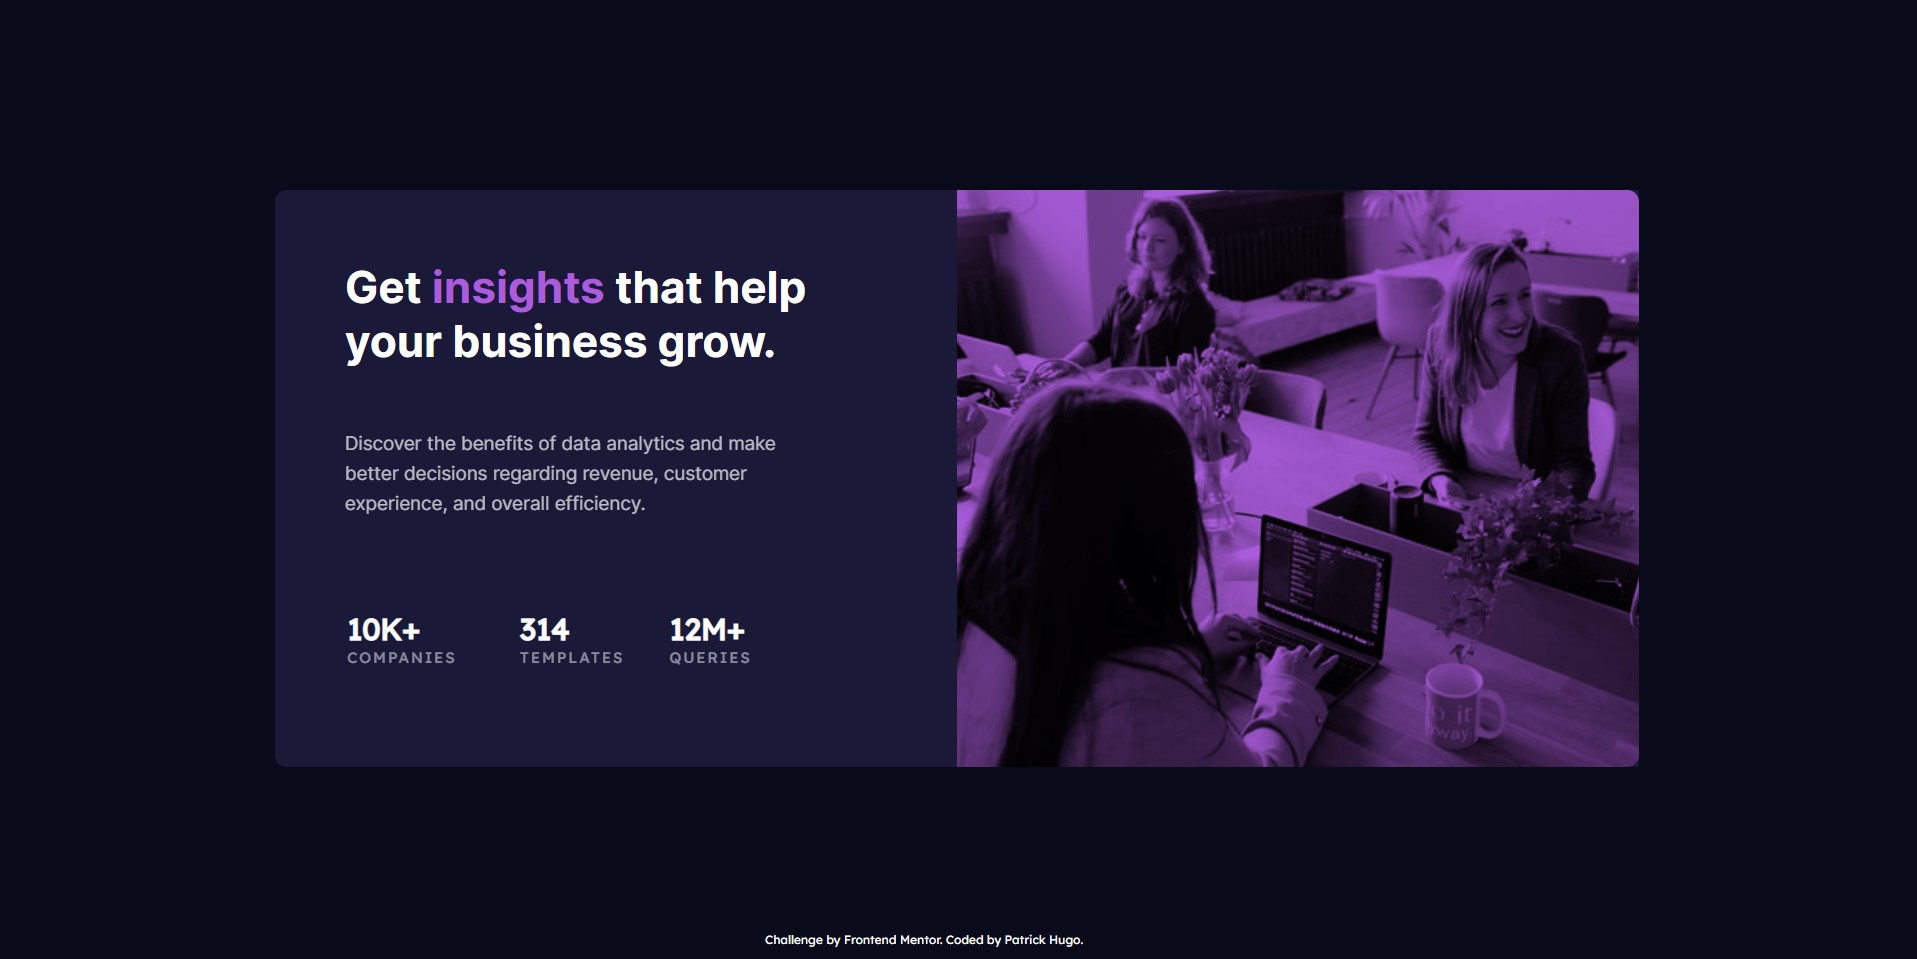 Get insights that help
your business grow.
Discover the benefits of data analytics and make
better decisions regarding revenue, customer
experience, and overall efficiency.
10K+ 314 12M+
COMPANIES TEMPLATES QUERIES
it
way.
Challenge by Frontend Mentor. Coded by Patrick Hugo.